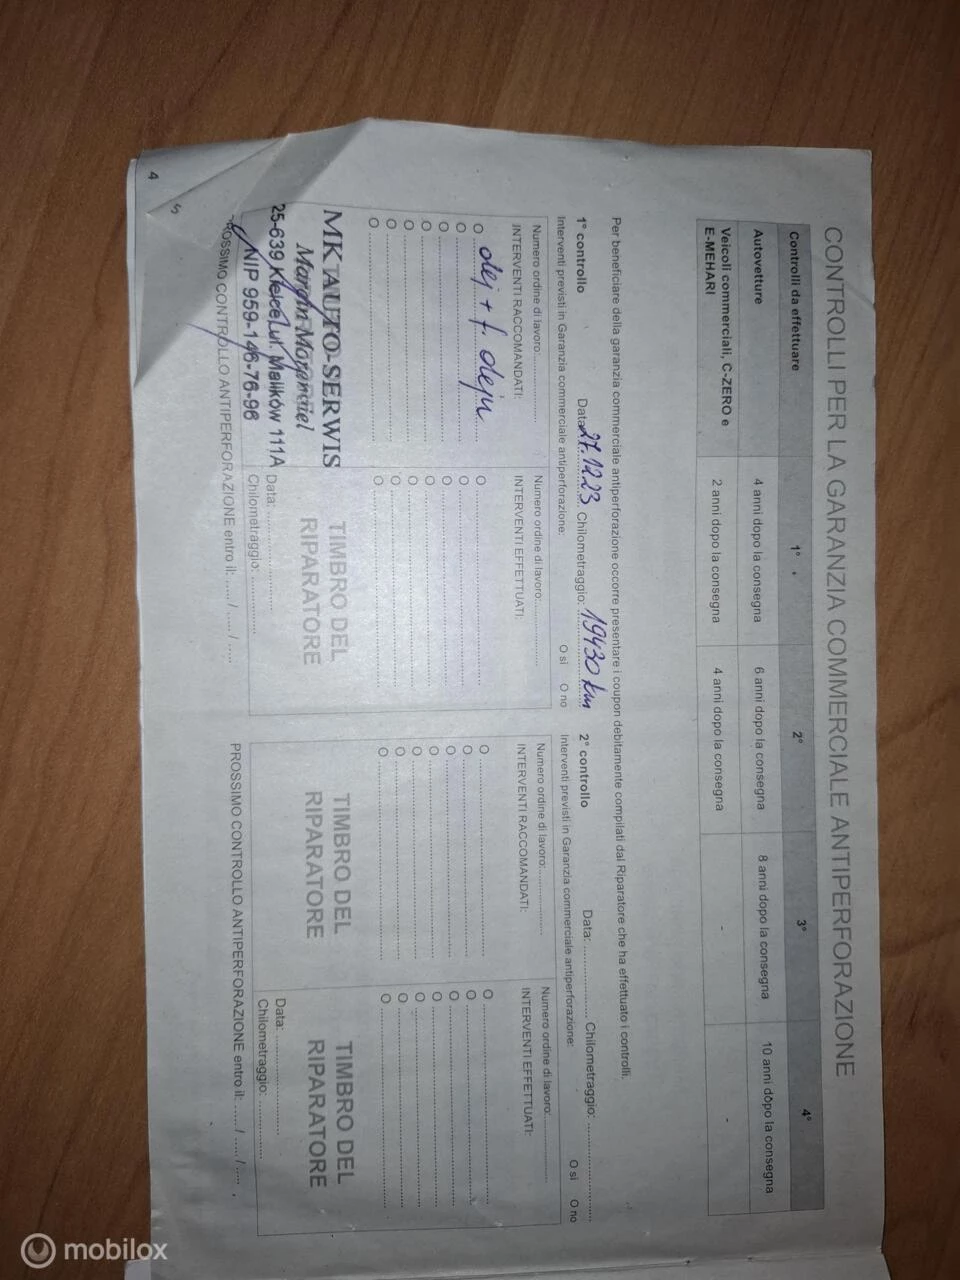 CONTROLLI PER LA GARANZIA COMMERCIALE ANTIPERFORAZIONE
Controlli da effettuare 1° 2° 3° 4°
Autovetture 4 anni dopo la consegna 6 anni dopo la consegna 8 anni dopo la consegna 10 anni dopo la consegna
Veicoli commerciali, C-ZERO e E-MEHARI 2 anni dopo la consegna 4 anni dopo la consegna - -
Per beneficiare della garanzia commerciale antiperforazione occorre presentare i coupon debitamente compilati dal Riparatore che ha effettuato i controlli.
1° controllo Data: 27.12.23 Chilometraggio: 19430 km
Interventi previsti in Garanzia commerciale antiperforazione: O si O no
Numero ordine di lavoro: Numero ordine di lavoro:
INTERVENTI RACCOMANDATI: INTERVENTI EFFETTUATI:
olej + f. oleju
MK AUTO-SERWIS
25-639 Kielce, ul. Malików 111A
NIP 959-146-76-96
TIMBRO DEL
RIPARATORE
Data:
Chilometraggio:
PROSSIMO CONTROLLO ANTIPERFORAZIONE entro il: ...... / ...... / ......
2° controllo Data: Chilometraggio:
Interventi previsti in Garanzia commerciale antiperforazione: O si O no
Numero ordine di lavoro: Numero ordine di lavoro:
INTERVENTI RACCOMANDATI: INTERVENTI EFFETTUATI:
TIMBRO DEL TIMBRO DEL
RIPARATORE RIPARATORE
Data:
Chilometraggio:
PROSSIMO CONTROLLO ANTIPERFORAZIONE entro il: ...... / ...... / ......
4
5
mobilox